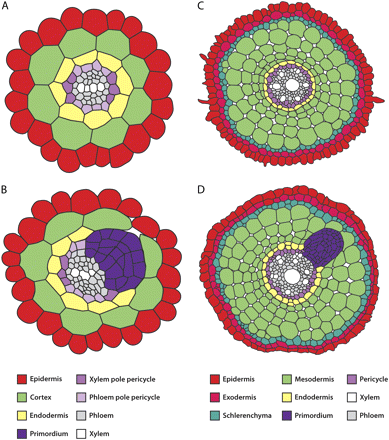 A
C
B
D
Epidermis
Xylem pole pericycle
Cortex
Phloem pole pericycle
Endodermis
Phloem
Primordium
Xylem
Epidermis
Mesodermis
Pericycle
Exodermis
Endodermis
Xylem
Schlerenchyma
Primordium
Phloem